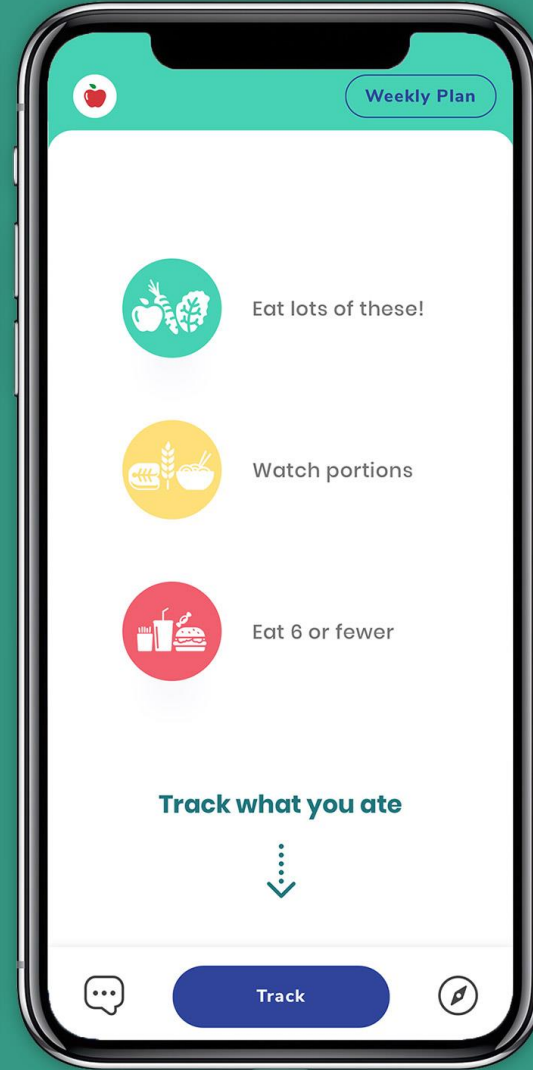 Weekly Plan
Eat lots of these!
Watch portions
Eat 6 or fewer
Track what you ate
Track